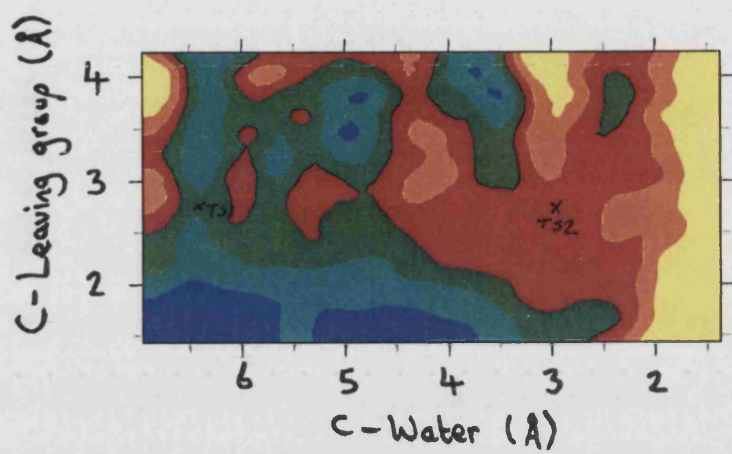 C-Leaving group (Å)
4
3
2
×TS1
×
TS2
6 5 4 3 2
C-Water (Å)